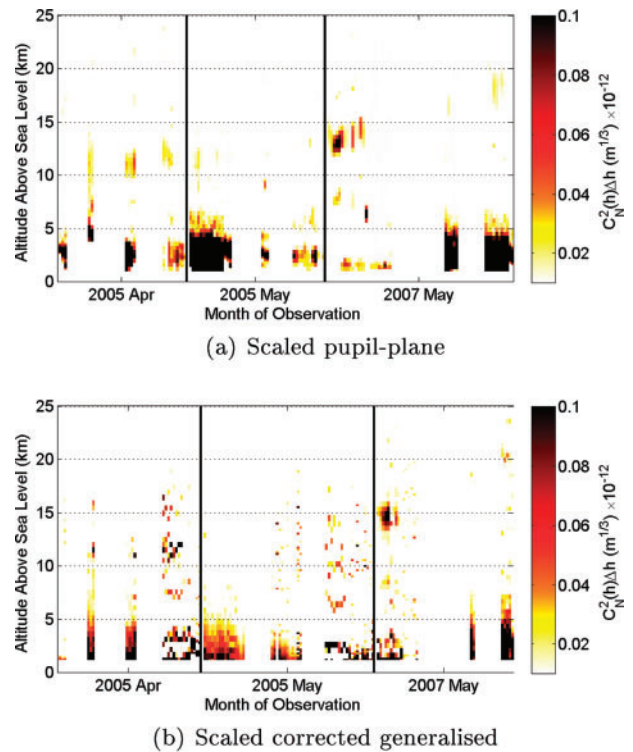 25
20
15
10
5
0
Altitude Above Sea Level (km)
2005 Apr
2005 May
2007 May
Month of Observation
0.1
0.08
0.06
0.04
0.02
C²_N(h)Δh (m^1/3) ×10^-12
(a) Scaled pupil-plane
25
20
15
10
5
0
Altitude Above Sea Level (km)
2005 Apr
2005 May
2007 May
Month of Observation
0.1
0.08
0.06
0.04
0.02
C²_N(h)Δh (m^1/3) ×10^-12
(b) Scaled corrected generalised